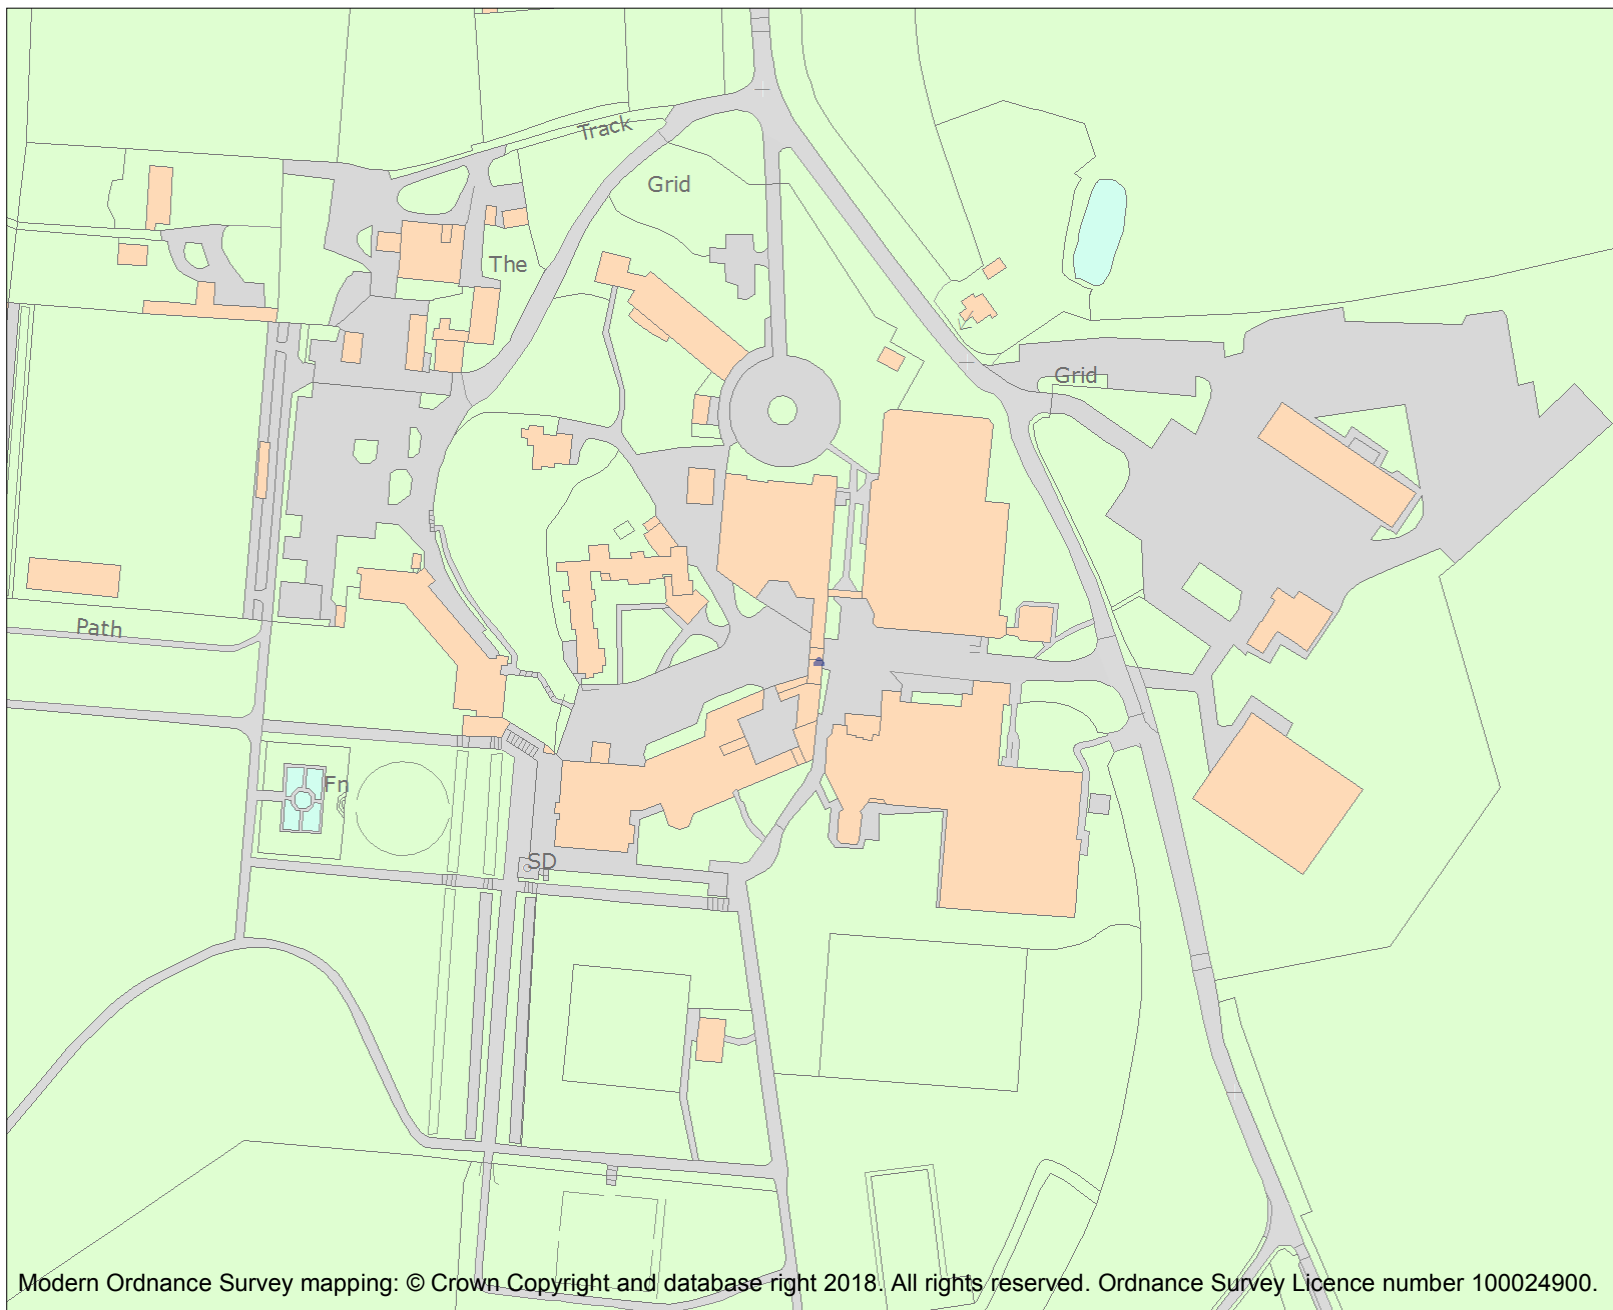 Track
Grid
The
Grid
Path
Fn
SD
Modern Ordnance Survey mapping: © Crown Copyright and database right 2018. All rights reserved. Ordnance Survey Licence number 100024900.